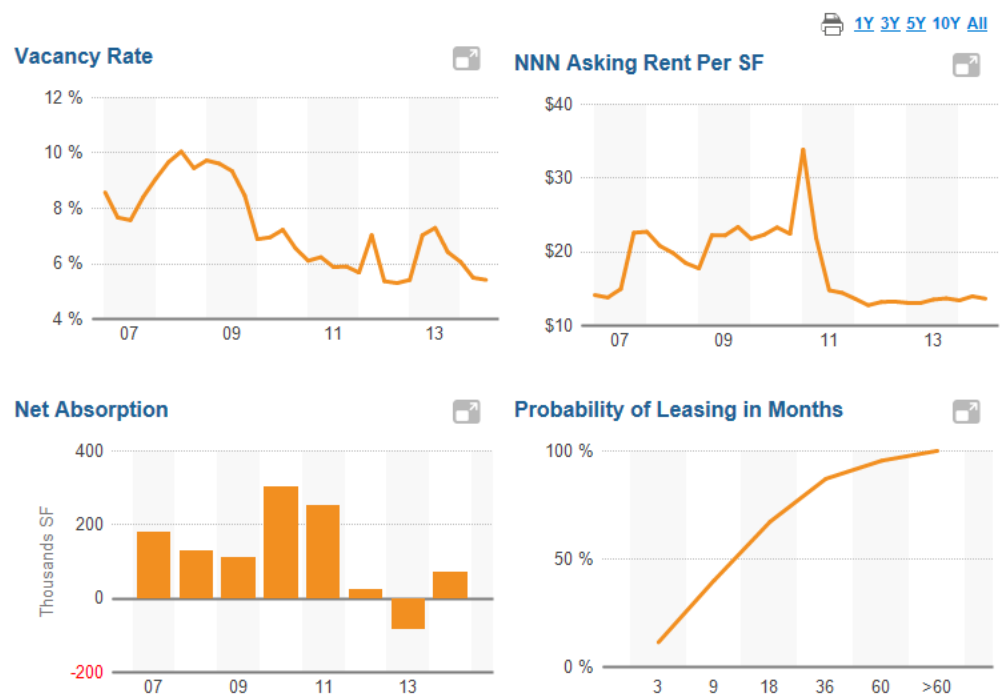 1Y 3Y 5Y 10Y All
Vacancy Rate
12 %
10 %
8 %
6 %
4 %
07 09 11 13
NNN Asking Rent Per SF
$40
$30
$20
$10
07 09 11 13
Net Absorption
Thousands SF
400
200
0
-200
07 09 11 13
Probability of Leasing in Months
100 %
50 %
0 %
3 9 18 36 60 >60